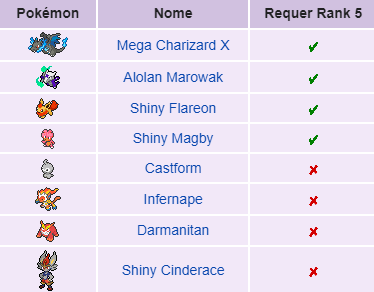 Pokémon Nome Requer Rank 5
Mega Charizard X
Alolan Marowak
Shiny Flareon
Shiny Magby
Castform
Infernape
Darmanitan
Shiny Cinderace